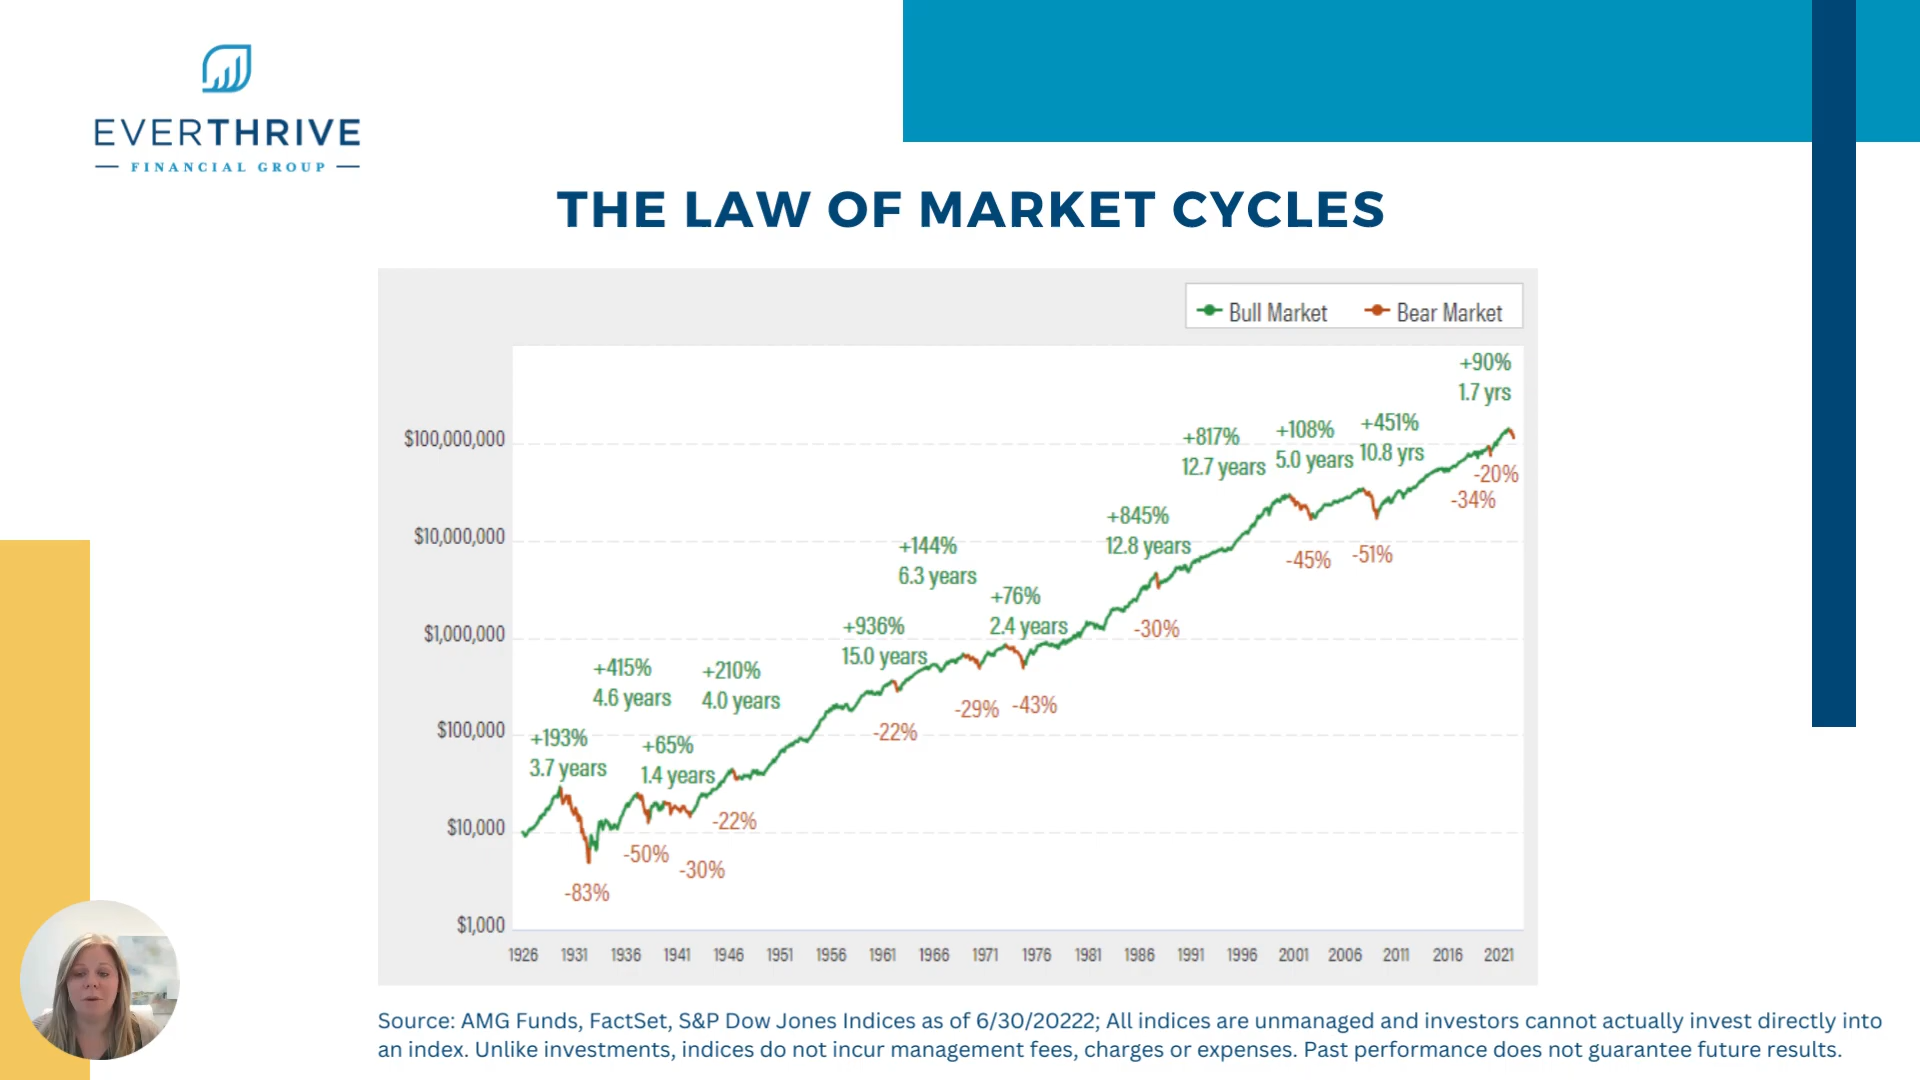 EVERTHRIVE
FINANCIAL GROUP
THE LAW OF MARKET CYCLES
Bull Market
Bear Market
+90%
1.7 yrs
+817%
12.7 years
+108%
5.0 years
+451%
10.8 yrs
-20%
-34%
+845%
12.8 years
-45%
-51%
+144%
6.3 years
+76%
2.4 years
-30%
+936%
15.0 years
-29%
-43%
-22%
+415%
4.6 years
+210%
4.0 years
+193%
3.7 years
+65%
1.4 years
-22%
-50%
-30%
-83%
$100,000,000
$10,000,000
$1,000,000
$100,000
$10,000
$1,000
1926 1931 1936 1941 1946 1951 1956 1961 1966 1971 1976 1981 1986 1991 1996 2001 2006 2011 2016 2021
Source: AMG Funds, FactSet, S&P Dow Jones Indices as of 6/30/20222; All indices are unmanaged and investors cannot actually invest directly into
an index. Unlike investments, indices do not incur management fees, charges or expenses. Past performance does not guarantee future results.